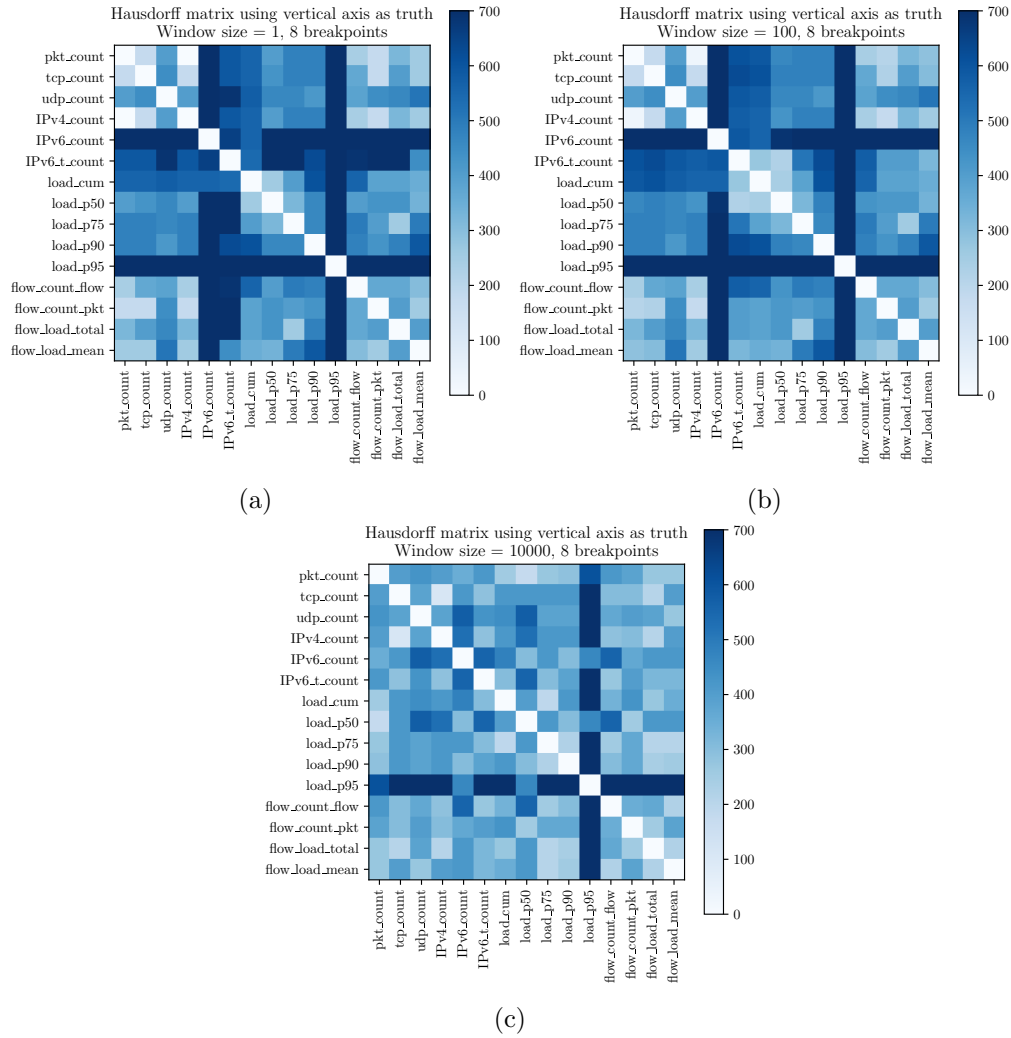 Hausdorff matrix using vertical axis as truth
Window size = 1, 8 breakpoints
pkt_count
tcp_count
udp_count
IPv4_count
IPv6_count
IPv6_t_count
load_cum
load_p50
load_p75
load_p90
load_p95
flow_count_flow
flow_count_pkt
flow_load_total
flow_load_mean
pkt_count
tcp_count
udp_count
IPv4_count
IPv6_count
IPv6_t_count
load_cum
load_p50
load_p75
load_p90
load_p95
flow_count_flow
flow_count_pkt
flow_load_total
flow_load_mean
700
600
500
400
300
200
100
0
(a)
Hausdorff matrix using vertical axis as truth
Window size = 100, 8 breakpoints
pkt_count
tcp_count
udp_count
IPv4_count
IPv6_count
IPv6_t_count
load_cum
load_p50
load_p75
load_p90
load_p95
flow_count_flow
flow_count_pkt
flow_load_total
flow_load_mean
pkt_count
tcp_count
udp_count
IPv4_count
IPv6_count
IPv6_t_count
load_cum
load_p50
load_p75
load_p90
load_p95
flow_count_flow
flow_count_pkt
flow_load_total
flow_load_mean
700
600
500
400
300
200
100
0
(b)
Hausdorff matrix using vertical axis as truth
Window size = 10000, 8 breakpoints
pkt_count
tcp_count
udp_count
IPv4_count
IPv6_count
IPv6_t_count
load_cum
load_p50
load_p75
load_p90
load_p95
flow_count_flow
flow_count_pkt
flow_load_total
flow_load_mean
pkt_count
tcp_count
udp_count
IPv4_count
IPv6_count
IPv6_t_count
load_cum
load_p50
load_p75
load_p90
load_p95
flow_count_flow
flow_count_pkt
flow_load_total
flow_load_mean
700
600
500
400
300
200
100
0
(c)